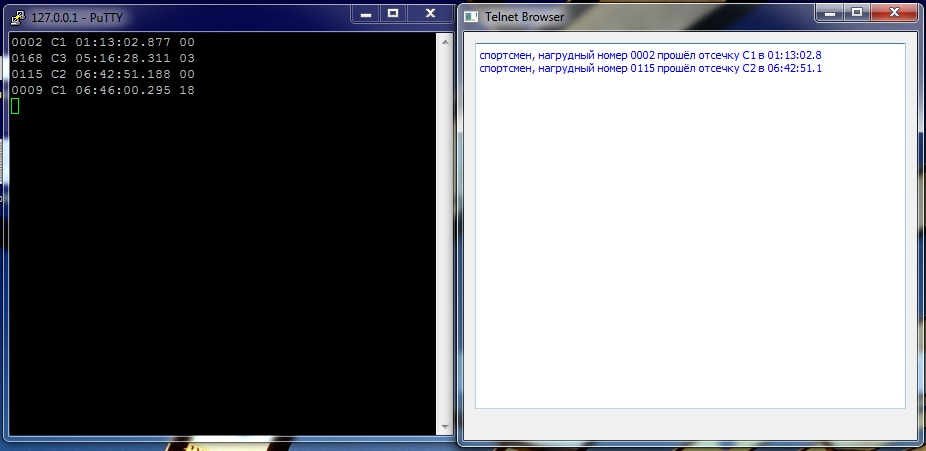 127.0.0.1 - PuTTY
0002 C1 01:13:02.877 00
0168 C3 05:16:28.311 03
0115 C2 06:42:51.188 00
0009 C1 06:46:00.295 18
Telnet Browser
спортсмен, нагрудный номер 0002 прошёл отсечку C1 в 01:13:02.8
спортсмен, нагрудный номер 0115 прошёл отсечку C2 в 06:42:51.1